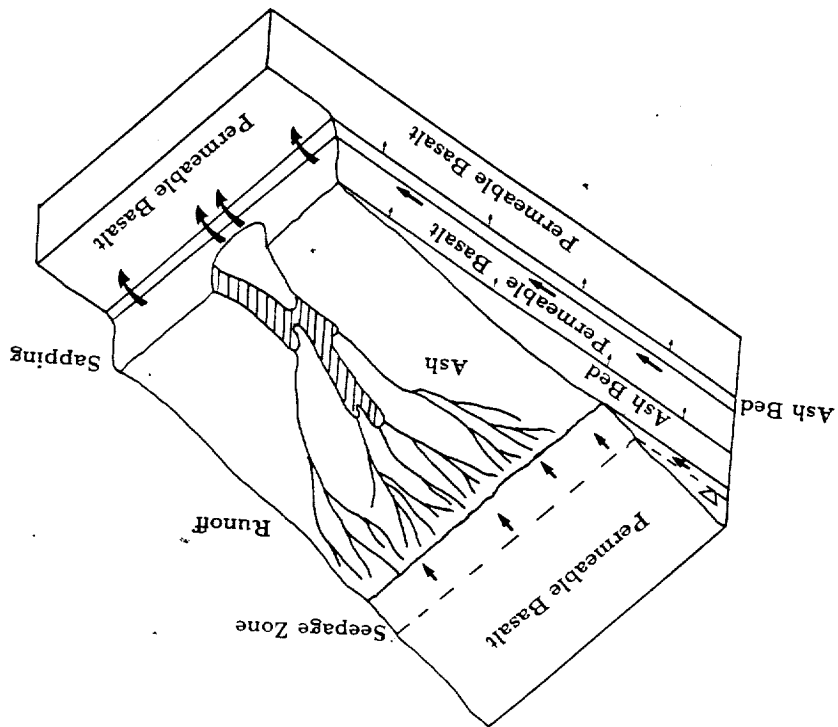 Seepage Zone
Permeable Basalt
Runoff
Ash Bed
Ash Bed
Ash
Sapping
Permeable Basalt
Permeable Basalt
Permeable Basalt